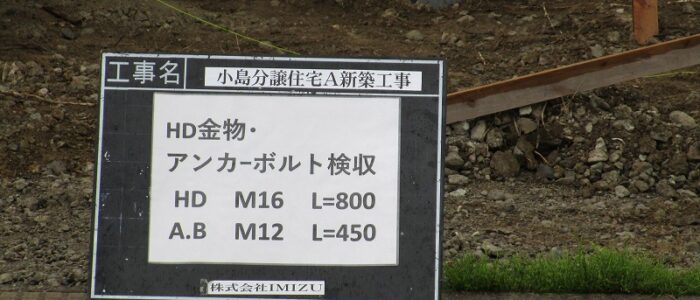 工事名
小島分譲住宅A新築工事
HD金物・
アンカーボルト検収
HD M16 L=800
A.B M12 L=450
株式会社IMIZU